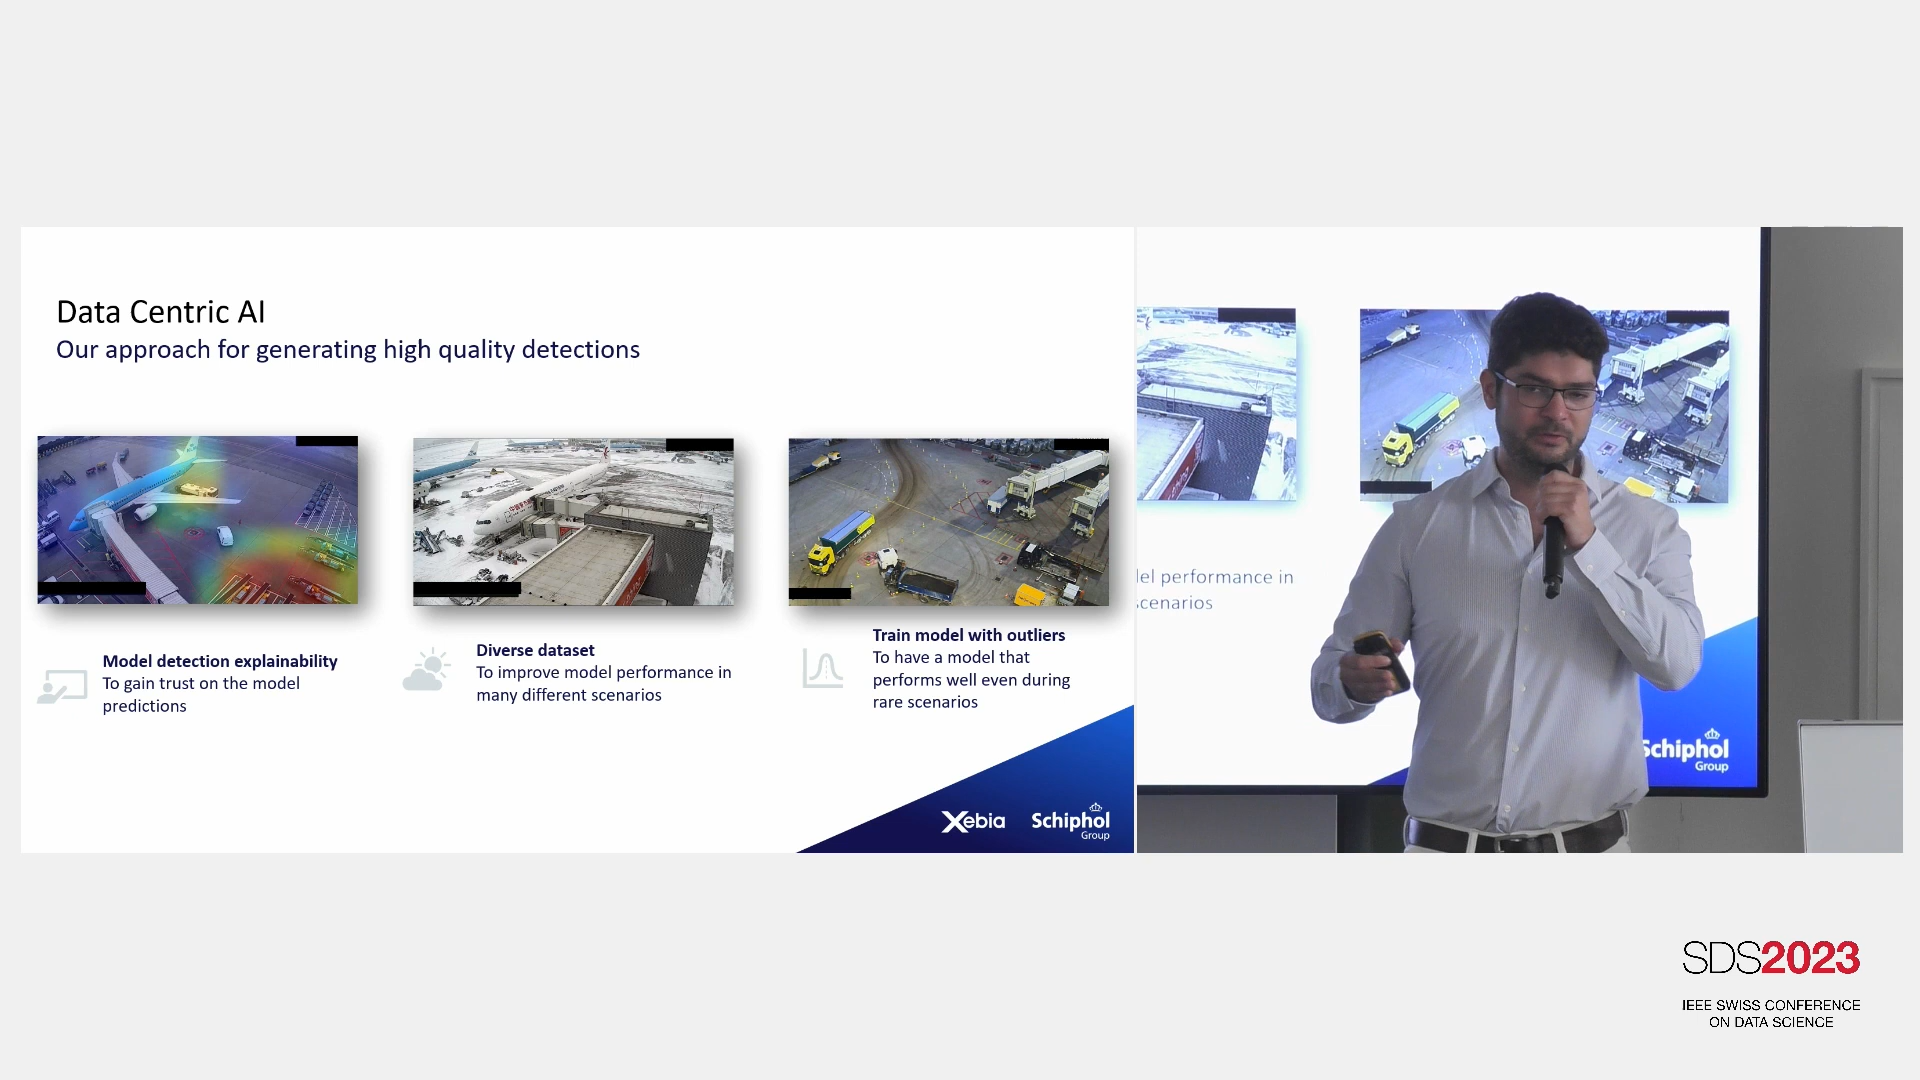 Data Centric AI
Our approach for generating high quality detections
Model detection explainability
To gain trust on the model
predictions
Diverse dataset
To improve model performance in
many different scenarios
Train model with outliers
To have a model that
performs well even during
rare scenarios
Xebia
Schiphol
Group
del performance in
scenarios
Schiphol
Group
SDS2023
IEEE SWISS CONFERENCE
ON DATA SCIENCE